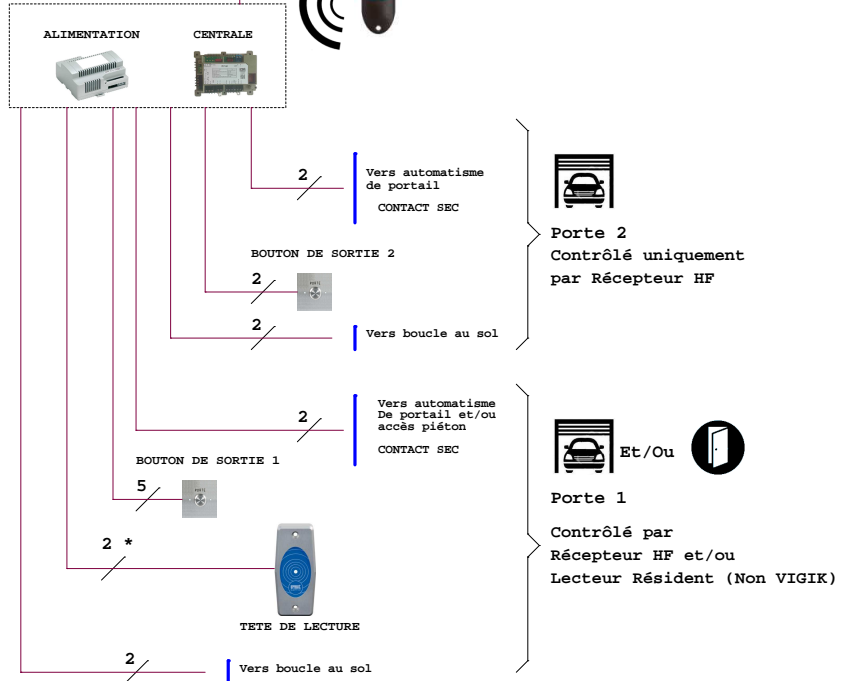 ALIMENTATION
CENTRALE
2
Vers automatisme
de portail
CONTACT SEC
Porte 2
Contrôlé uniquement
par Récepteur HF
BOUTON DE SORTIE 2
2
PORTE
2
Vers boucle au sol
2
Vers automatisme
De portail et/ou
accès piéton
CONTACT SEC
Et/Ou
Porte 1
Contrôlé par
Récepteur HF et/ou
Lecteur Résident (Non VIGIK)
BOUTON DE SORTIE 1
5
PORTE
2 *
TETE DE LECTURE
2
Vers boucle au sol